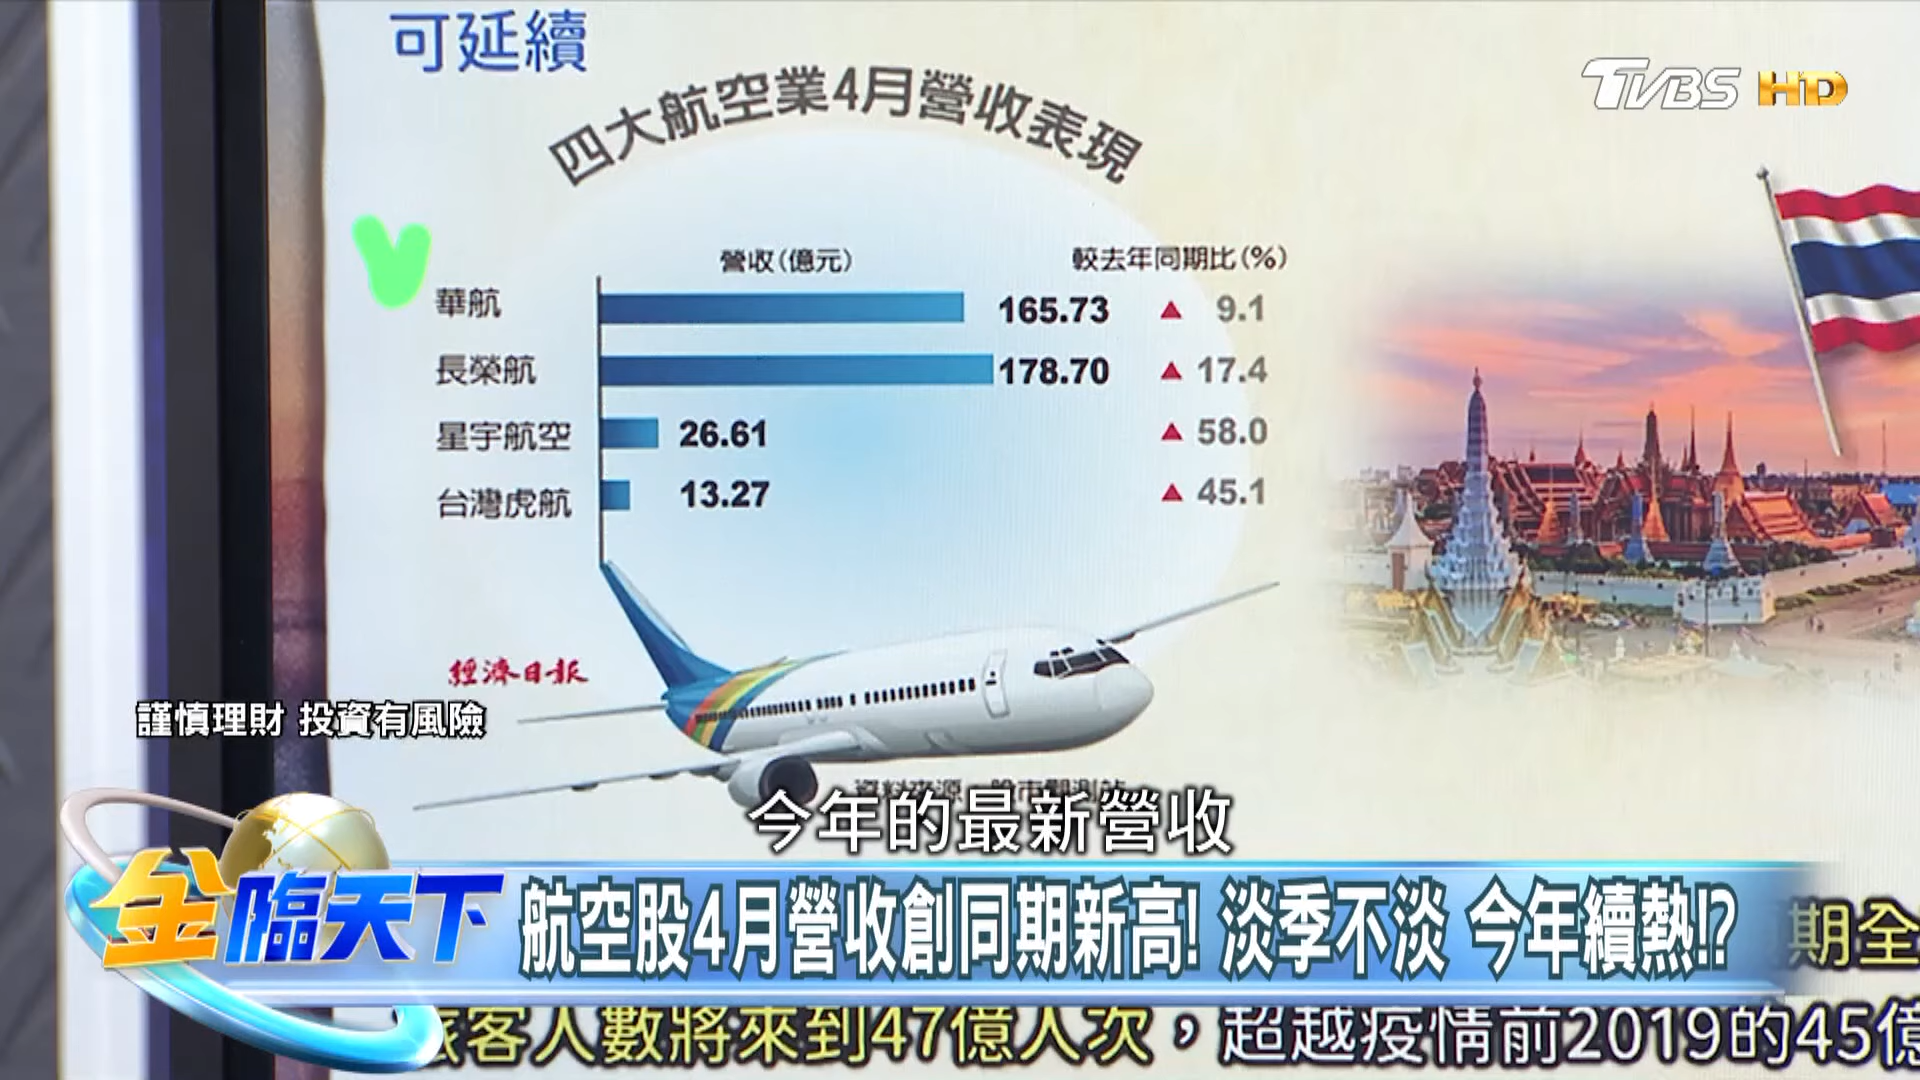 可延續
TVBS HD
四大航空業4月營收表現
營收(億元) 較去年同期比(%)
華航 165.73 ▲ 9.1
長榮航 178.70 ▲ 17.4
星宇航空 26.61 ▲ 58.0
台灣虎航 13.27 ▲ 45.1
經濟日報
謹慎理財 投資有風險
今年的最新營收
金臨天下
航空股4月營收創同期新高! 淡季不淡 今年續熱!?
期全
旅客人數將來到47億人次，超越疫情前2019的45億